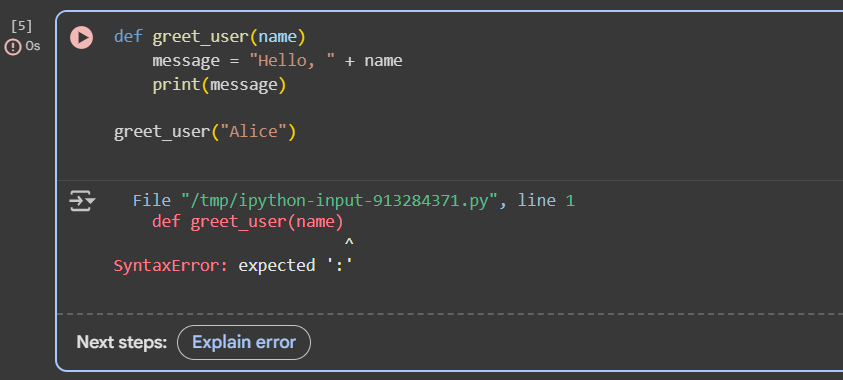 [5]
0s
def greet_user(name)
    message = "Hello, " + name
    print(message)
greet_user("Alice")
File "/tmp/ipython-input-913284371.py", line 1
    def greet_user(name)
                        ^
SyntaxError: expected ':'
Next steps: Explain error